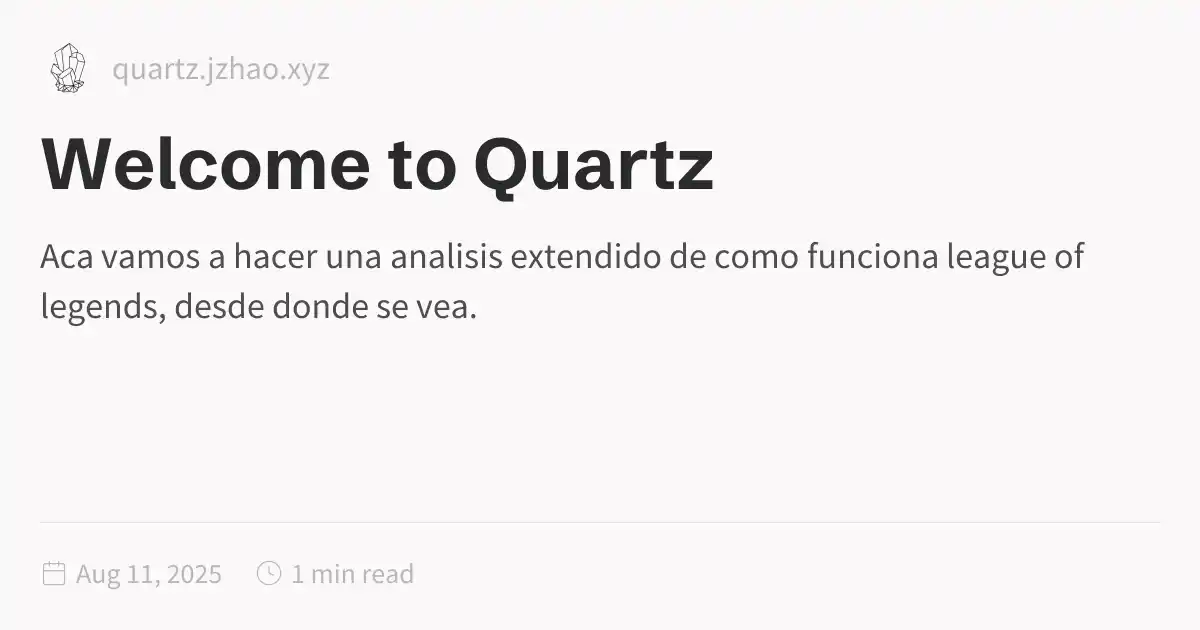 quartz.jzhao.xyz
Welcome to Quartz
Aca vamos a hacer una analisis extendido de como funciona league of
legends, desde donde se vea.
Aug 11, 2025 1 min read